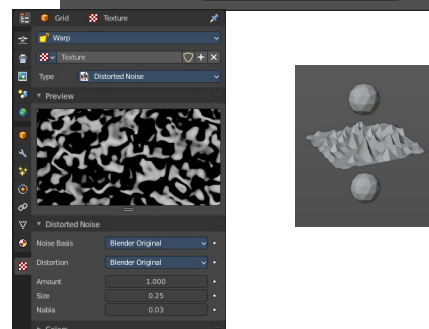 Grid Texture
Warp
Texture
Type Distorted Noise
Preview
Distorted Noise
Noise Basis Blender Original
Distortion Blender Original
Amount 1.000
Size 0.25
Nabla 0.03
Colors